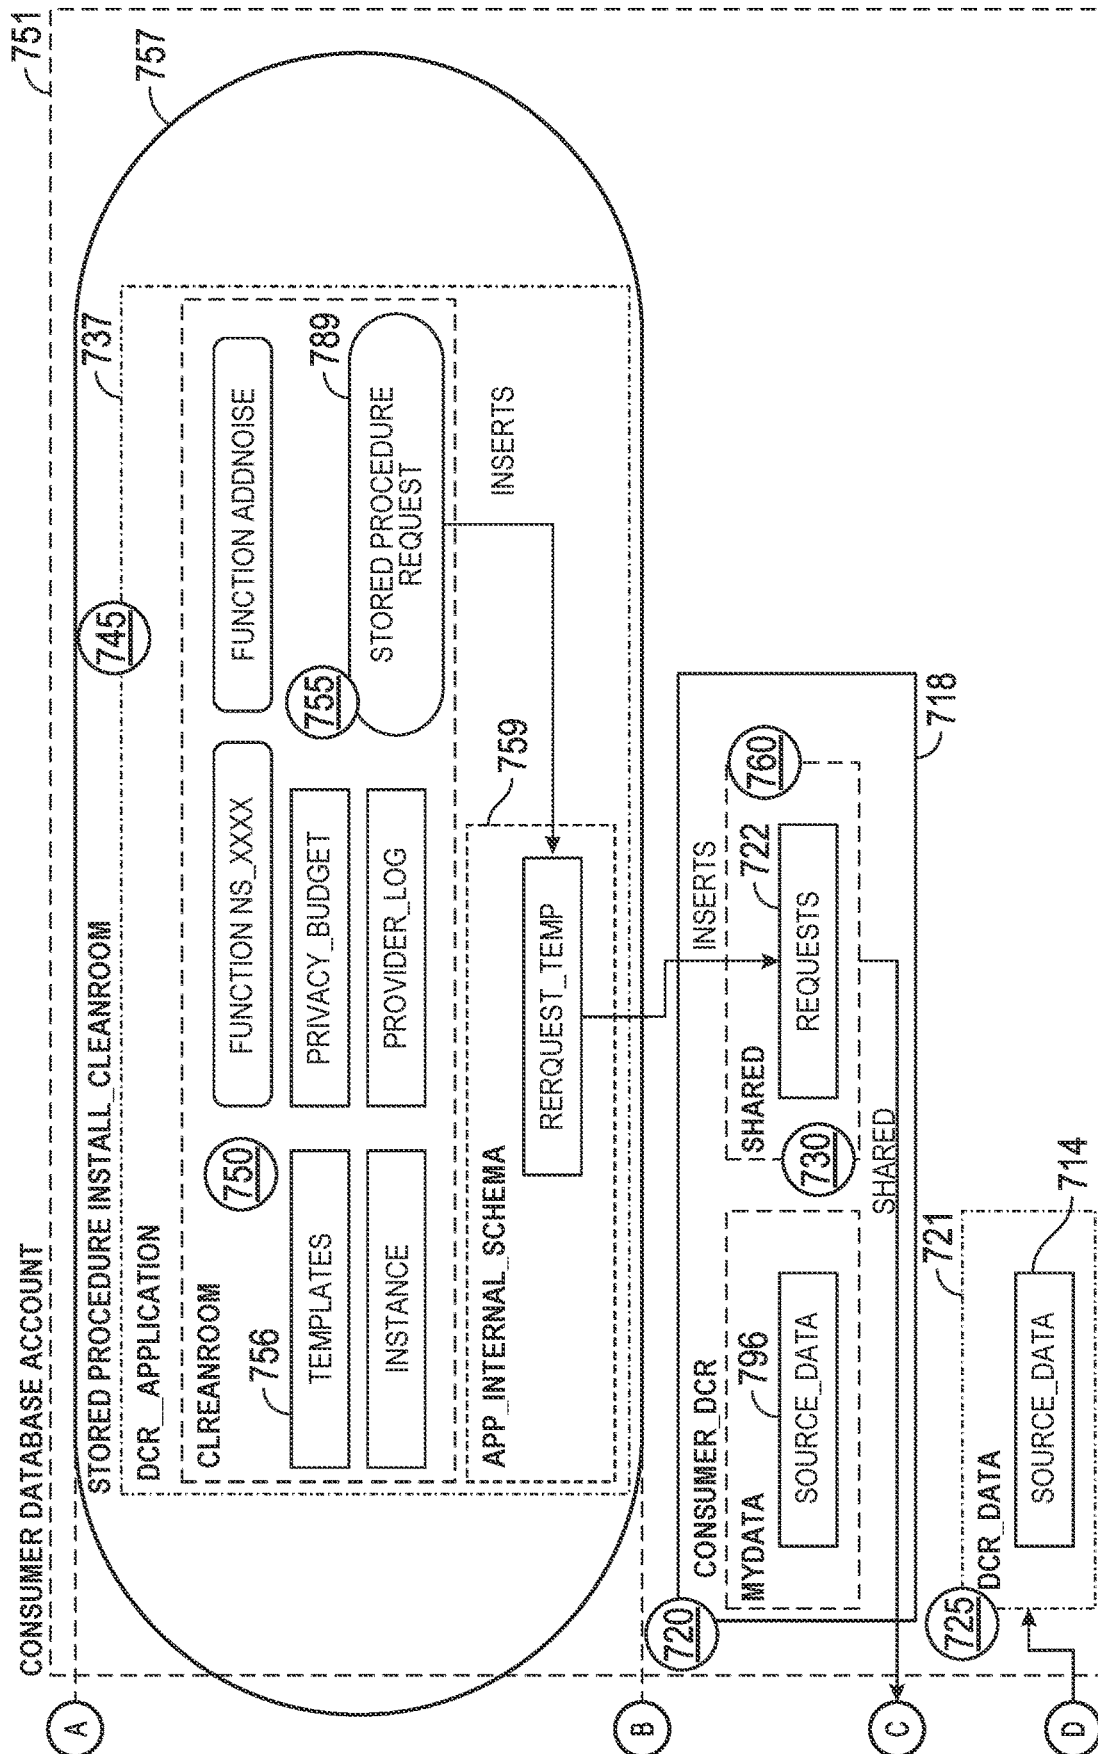 CONSUMER DATABASE ACCOUNT
751
STORED PROCEDURE INSTALL_CLEANROOM
745
737
757
DCR_APPLICATION
CLREANROOM
750
FUNCTION NS_XXXX
FUNCTION ADDNOISE
756
TEMPLATES
PRIVACY_BUDGET
755
789
INSTANCE
PROVIDER_LOG
STORED PROCEDURE
REQUEST
APP_INTERNAL_SCHEMA
759
INSERTS
RERQUEST_TEMP
A
B
720
CONSUMER_DCR
INSERTS
718
MYDATA
796
SOURCE_DATA
SHARED
722
760
REQUESTS
730
SHARED
C
725
721
DCR_DATA
714
SOURCE_DATA
D